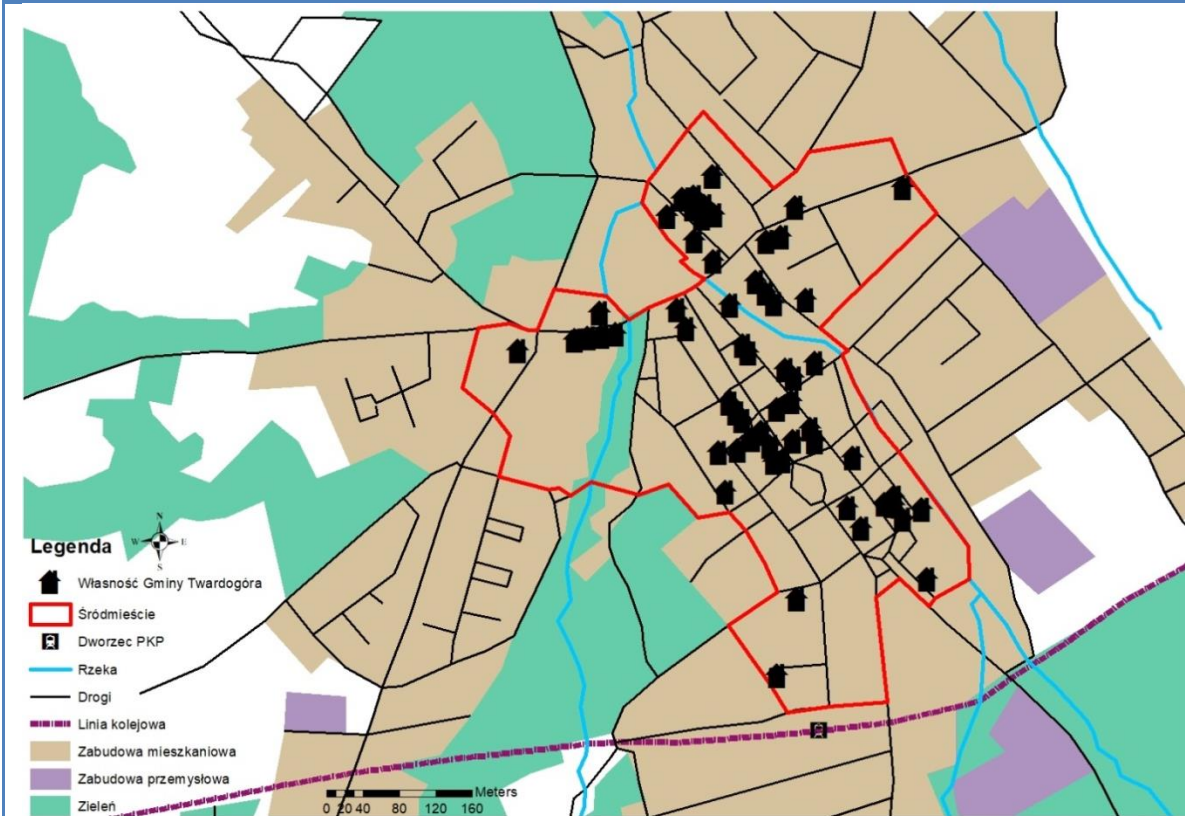 N
W E
S
Legenda
Własność Gminy Twardogóra
Śródmieście
Dworzec PKP
Rzeka
Drogi
Linia kolejowa
Zabudowa mieszkaniowa
Zabudowa przemysłowa
Zieleń
0 20 40 80 120 160 Meters